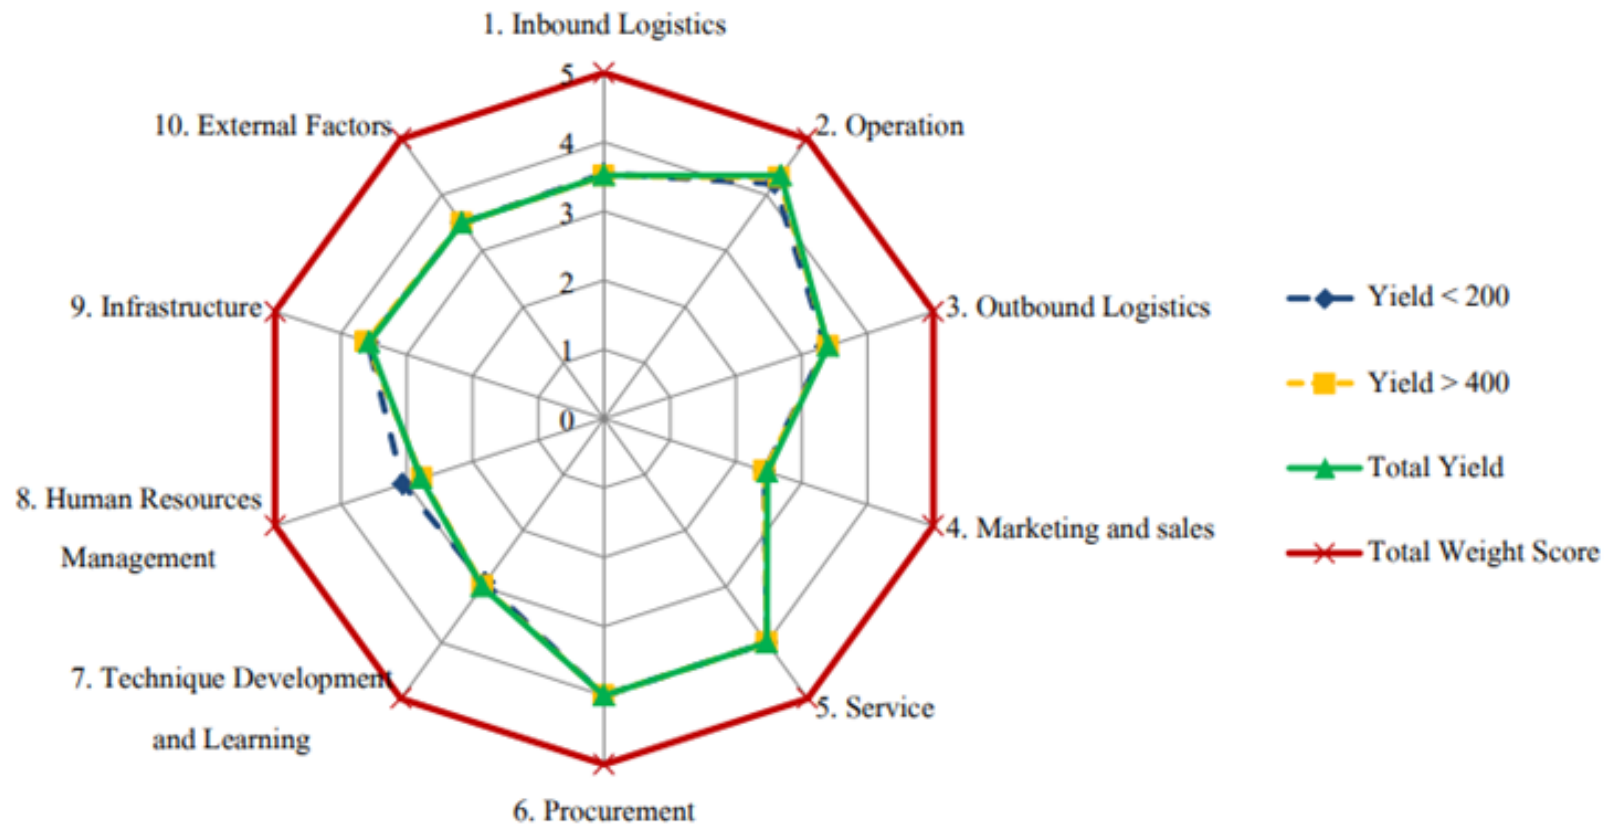 1. Inbound Logistics
10. External Factors
2. Operation
9. Infrastructure
3. Outbound Logistics
8. Human Resources
Management
4. Marketing and sales
7. Technique Development
and Learning
5. Service
6. Procurement
5
4
3
2
1
0
Yield < 200
Yield > 400
Total Yield
Total Weight Score